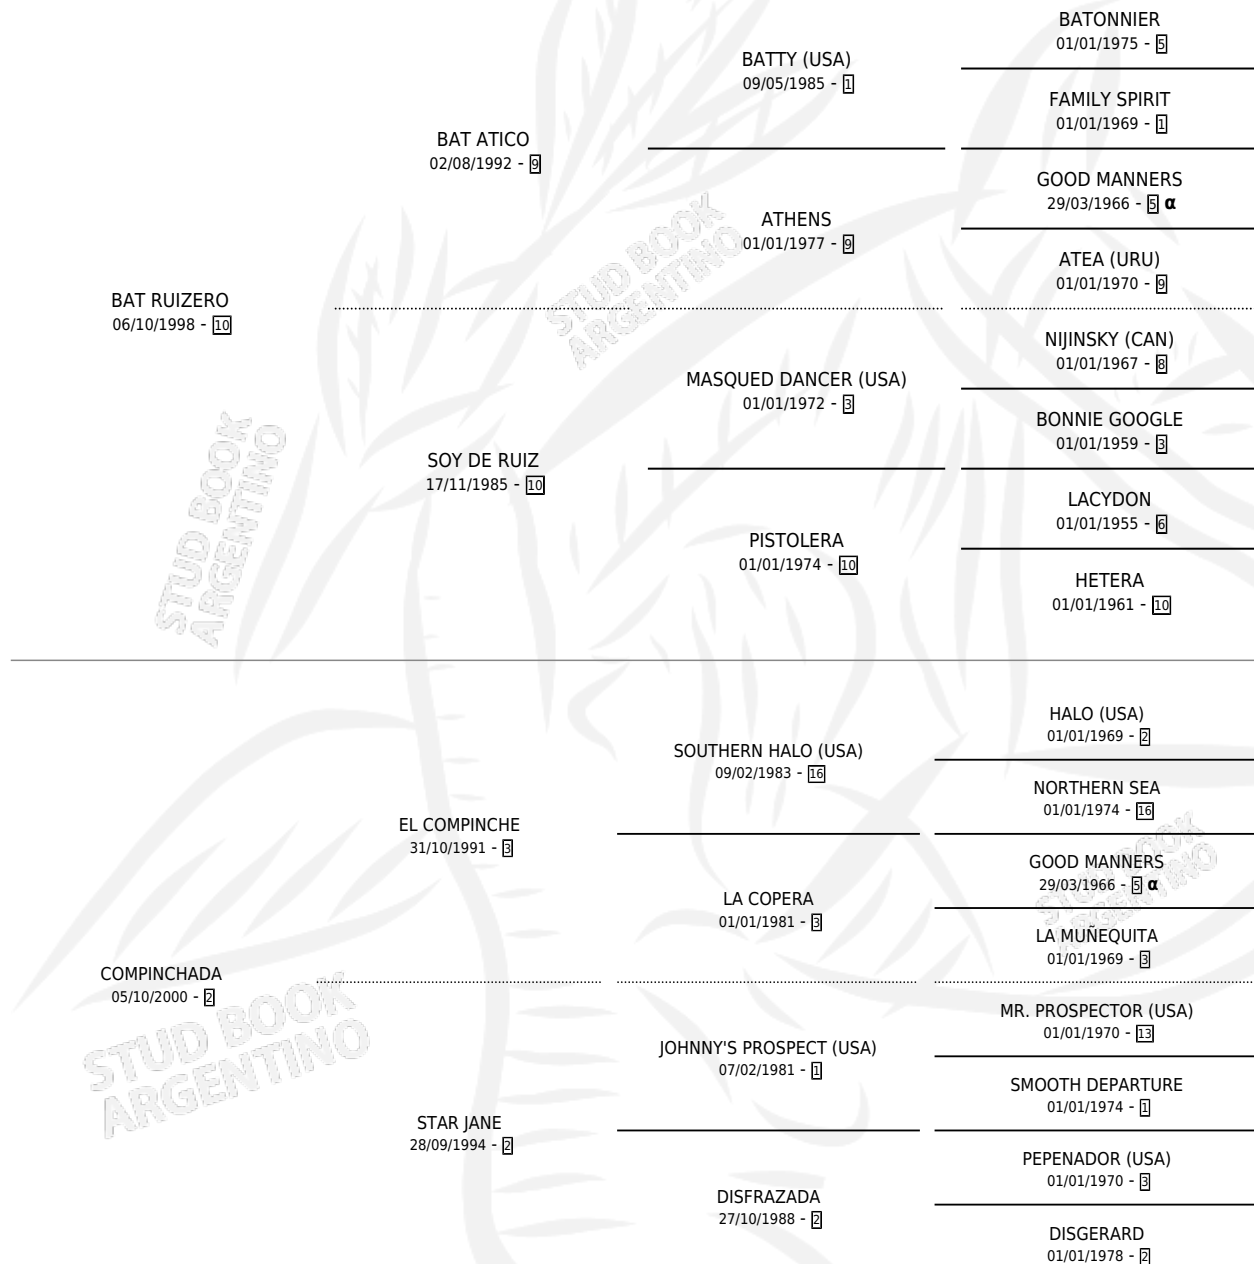 BATONNIER
01/01/1975 - 5
BATTY (USA)
09/05/1985 - 1
FAMILY SPIRIT
01/01/1969 - 1
BAT ATICO
02/08/1992 - 9
GOOD MANNERS
29/03/1966 - 5 α
ATHENS
01/01/1977 - 9
ATEA (URU)
01/01/1970 - 9
BAT RUIZERO
06/10/1998 - 10
NIJINSKY (CAN)
01/01/1967 - 8
MASQUED DANCER (USA)
01/01/1972 - 3
BONNIE GOOGLE
01/01/1959 - 3
SOY DE RUIZ
17/11/1985 - 10
LACYDON
01/01/1955 - 6
PISTOLERA
01/01/1974 - 10
HETERA
01/01/1961 - 10
STUD BOOK
ARGENTINO
STUD BOOK
ARGENTINO
HALO (USA)
01/01/1969 - 2
SOUTHERN HALO (USA)
09/02/1983 - 16
NORTHERN SEA
01/01/1974 - 16
EL COMPINCHE
31/10/1991 - 3
GOOD MANNERS
29/03/1966 - 5 α
LA COPERA
01/01/1981 - 3
LA MUÑEQUITA
01/01/1969 - 3
COMPINCHADA
05/10/2000 - 2
MR. PROSPECTOR (USA)
01/01/1970 - 13
JOHNNY'S PROSPECT (USA)
07/02/1981 - 1
SMOOTH DEPARTURE
01/01/1974 - 1
STAR JANE
28/09/1994 - 2
PEPENADOR (USA)
01/01/1970 - 3
DISFRAZADA
27/10/1988 - 2
DISGERARD
01/01/1978 - 2
STUD BOOK
ARGENTINO
STUD BOOK
ARGENTINO